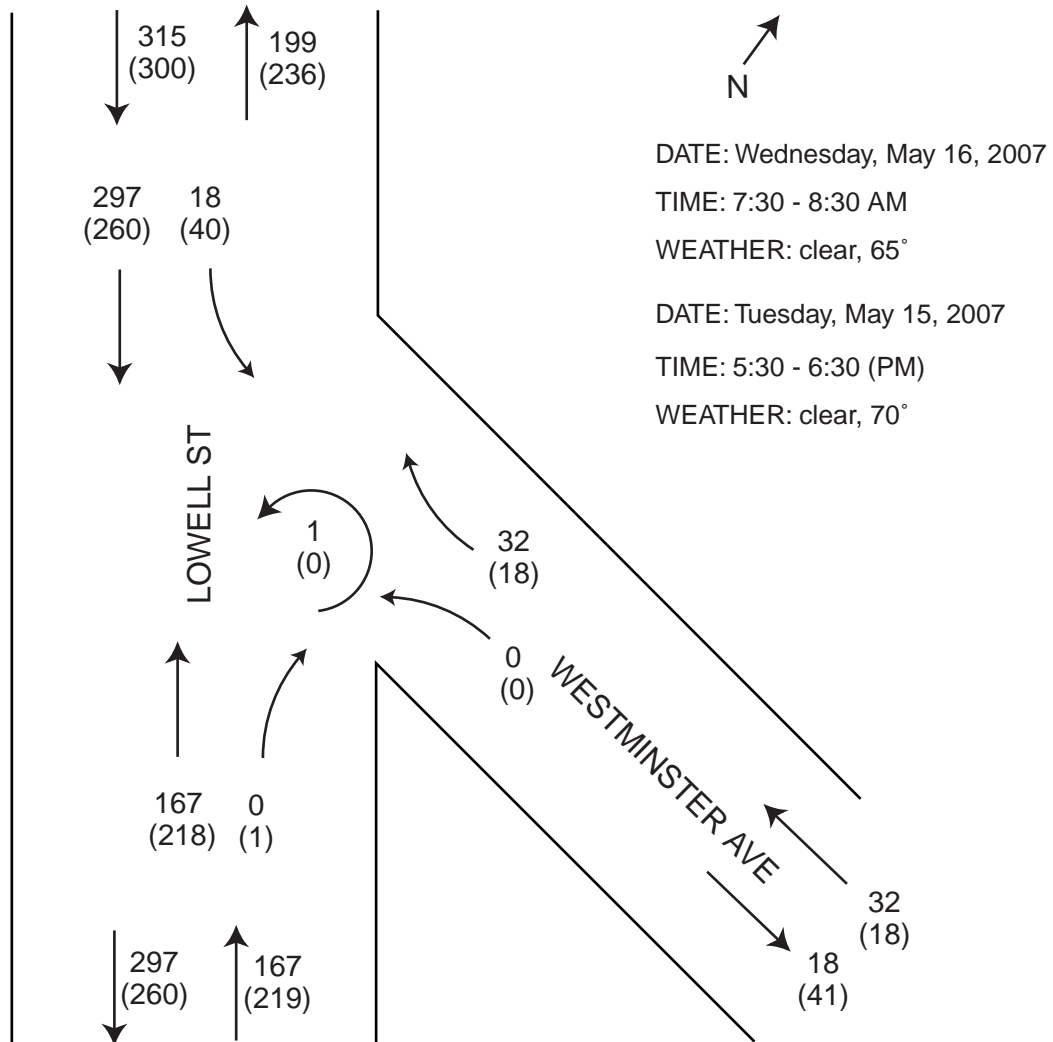 315
(300)
199
(236)
N
DATE: Wednesday, May 16, 2007
TIME: 7:30 - 8:30 AM
WEATHER: clear, 65˚
DATE: Tuesday, May 15, 2007
TIME: 5:30 - 6:30 (PM)
WEATHER: clear, 70˚
297
(260)
18
(40)
LOWELL ST
1
(0)
32
(18)
0
(0)
WESTMINSTER AVE
167
(218)
0
(1)
32
(18)
18
(41)
297
(260)
167
(219)